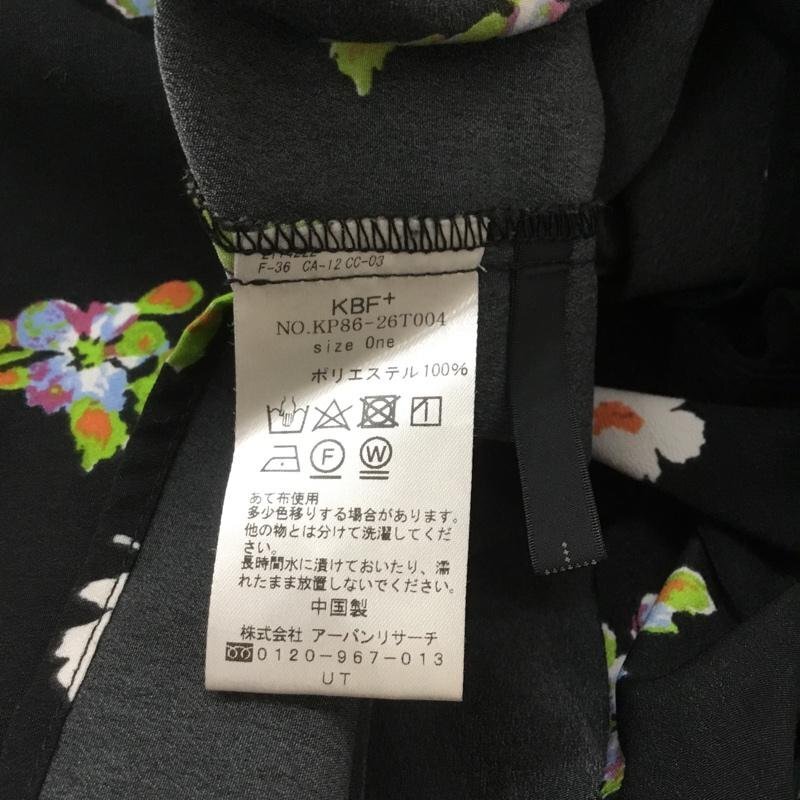 F-36 CA-12 CC-03
KBF+
NO.KP86-26T004
size One
ポリエステル100%
F W
あて布使用
多少色移りする場合があります。
他の物とは分けて洗濯してくだ
さい。
長時間水に漬けておいたり、濡
れたまま放置しないでください。
中国製
株式会社 アーバンリサーチ
0120-967-013
UT